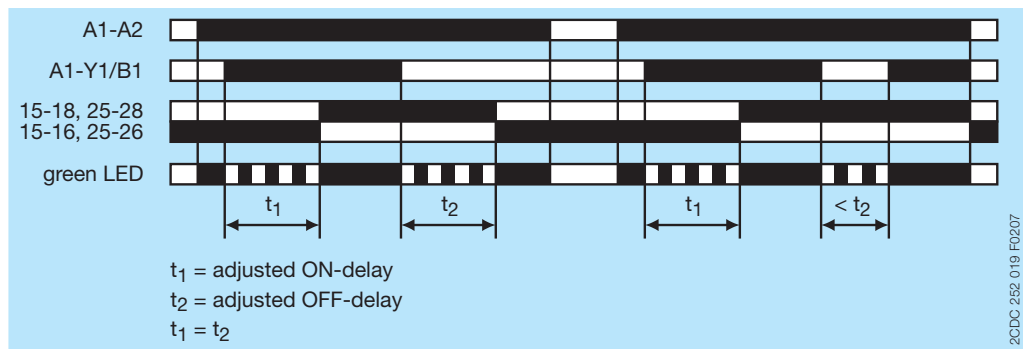 A1-A2
A1-Y1/B1
15-18, 25-28
15-16, 25-26
green LED
t1 t2 t1 < t2
t1 = adjusted ON-delay
t2 = adjusted OFF-delay
t1 = t2
2CDC 252 019 F0207